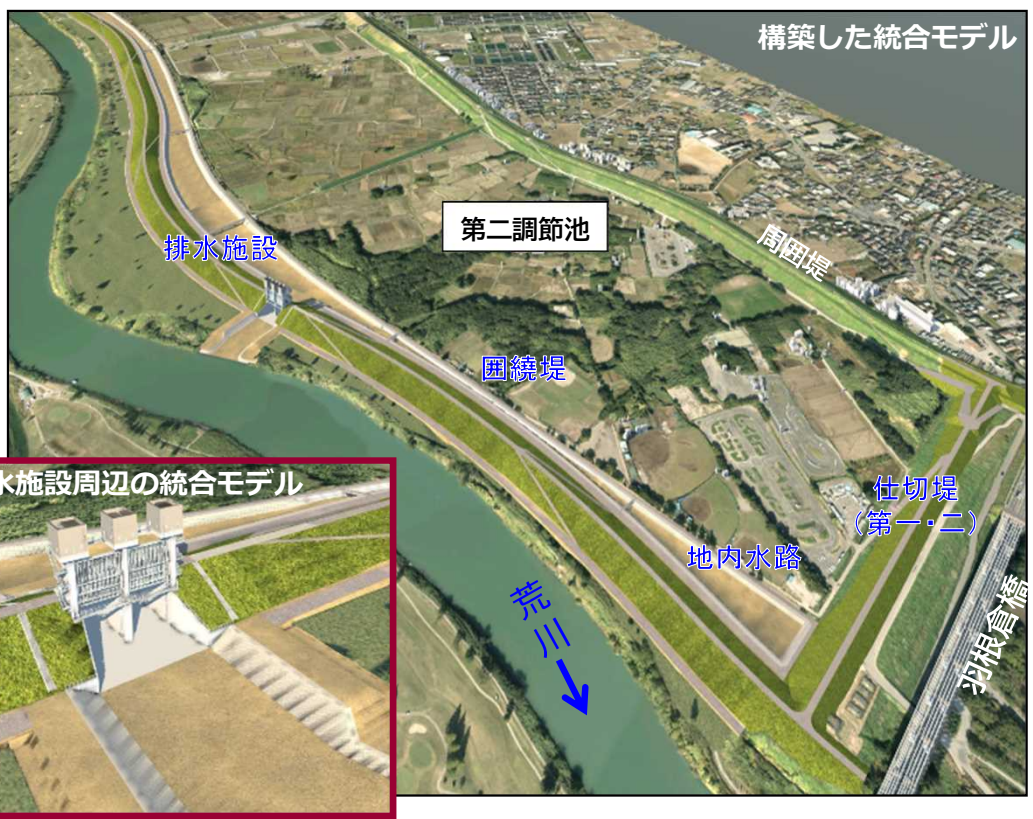 構築した統合モデル
第二調節池
周囲堤
排水施設
囲繞堤
仕切堤
（第一・二）
地内水路
荒川
羽根倉橋
水施設周辺の統合モデル